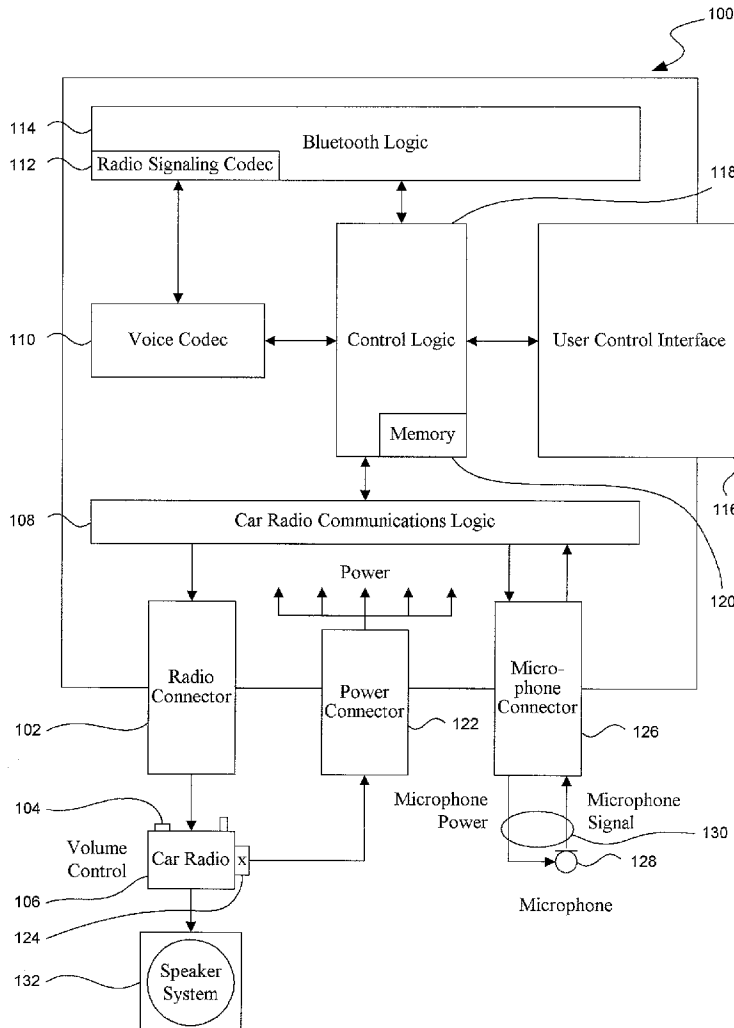 100
114
Bluetooth Logic
112
Radio Signaling Codec
118
110
Voice Codec
Control Logic
User Control Interface
Memory
116
108
Car Radio Communications Logic
Power
120
Radio
Connector
Power
Connector
Micro-
phone
Connector
102
122
126
104
Microphone
Power
Microphone
Signal
Volume
Control
Car Radio
x
130
128
106
124
Microphone
132
Speaker
System